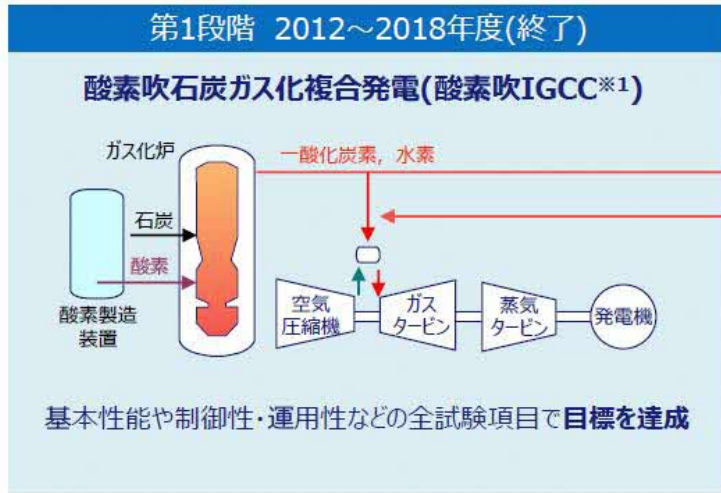 第1段階 2012～2018年度(終了)
酸素吹石炭ガス化複合発電(酸素吹IGCC※1)
ガス化炉
一酸化炭素, 水素
石炭
酸素
酸素製造
装置
空気
圧縮機
ガス
タービン
蒸気
タービン
発電機
基本性能や制御性・運用性などの全試験項目で目標を達成